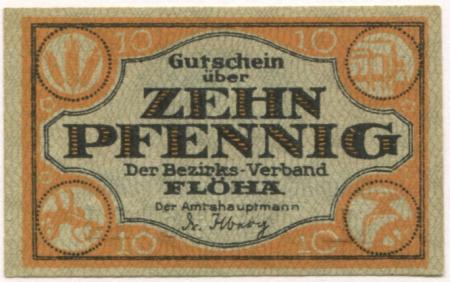 10 10
Gutschein
über
ZEHN
PFENNIG
Der Bezirks-Verband
FLÖHA
Der Amtshauptmann
10 10